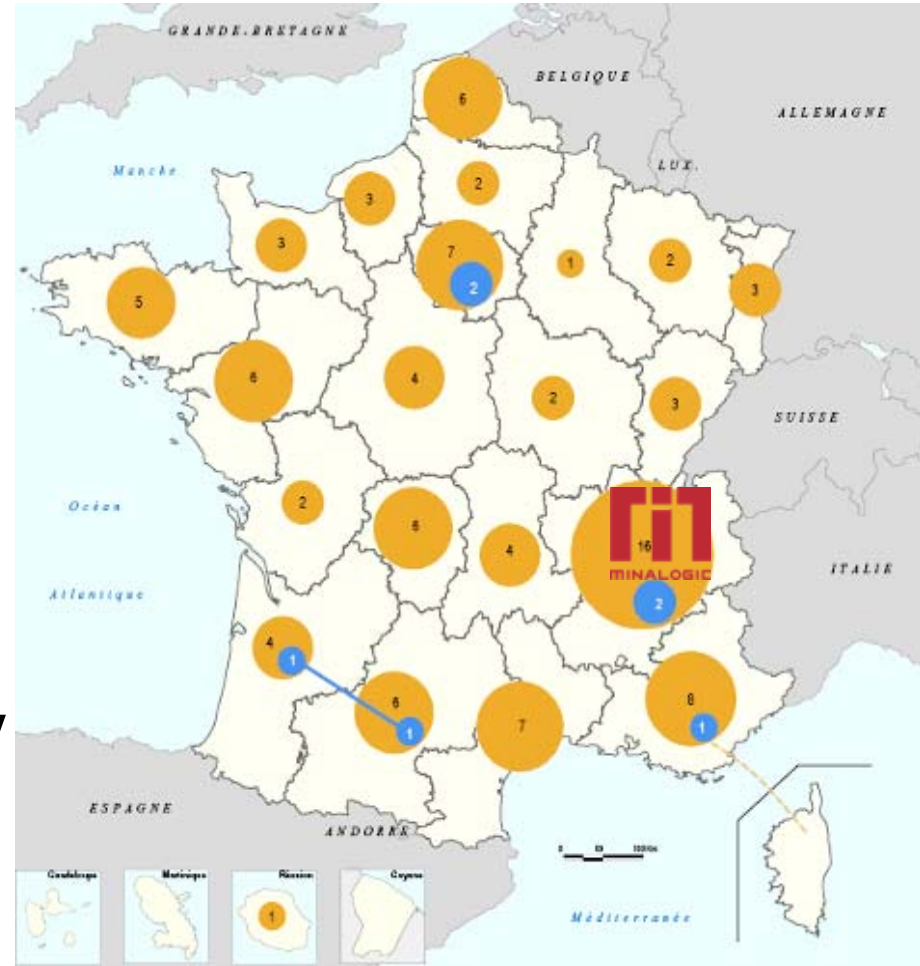 GRANDE-BRETAGNE
BELGIQUE
ALLEMAGNE
LUX.
Manche
6
2
3
3
7
2
1
2
3
5
6
4
2
3
SUISSE
Océan
Atlantique
2
6
4
16
MINALOGIC
2
ITALIE
4
1
6
1
7
8
1
ESPAGNE
ANDORRE
Méditerranée
Guadeloupe
Martinique
Réunion
Guyane
1